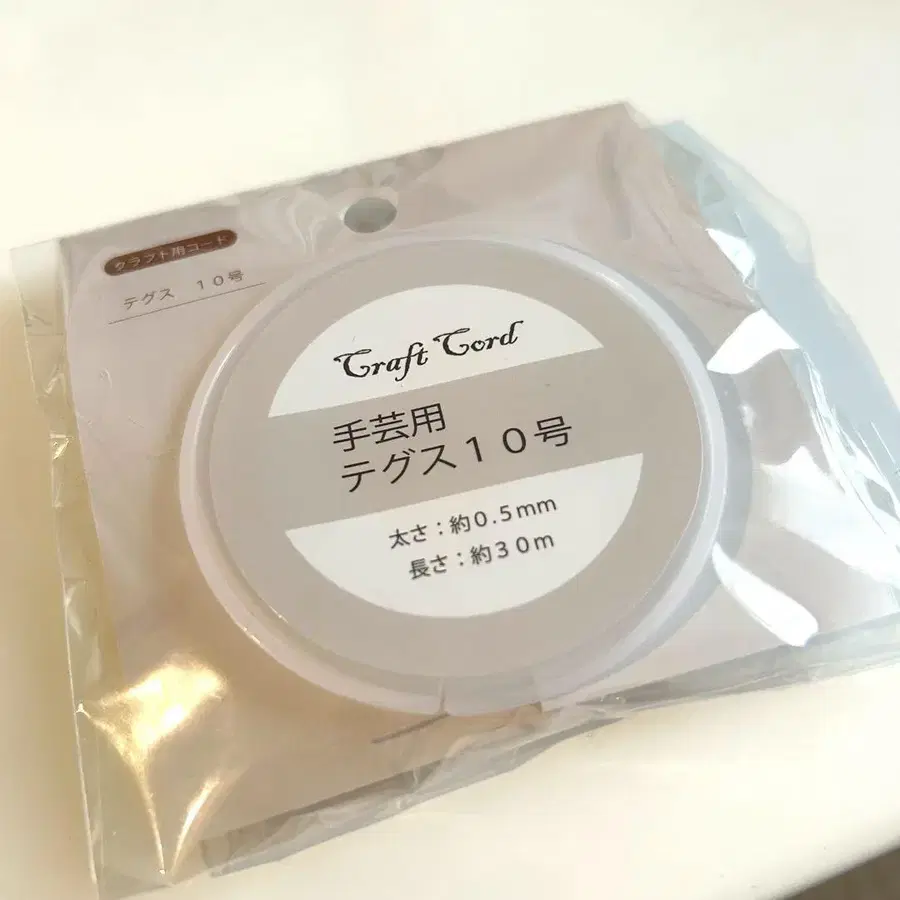 クラフト用コード
テグス　１０号
Craft Cord
手芸用
テグス１０号
太さ：約０.５mm
長さ：約３０m